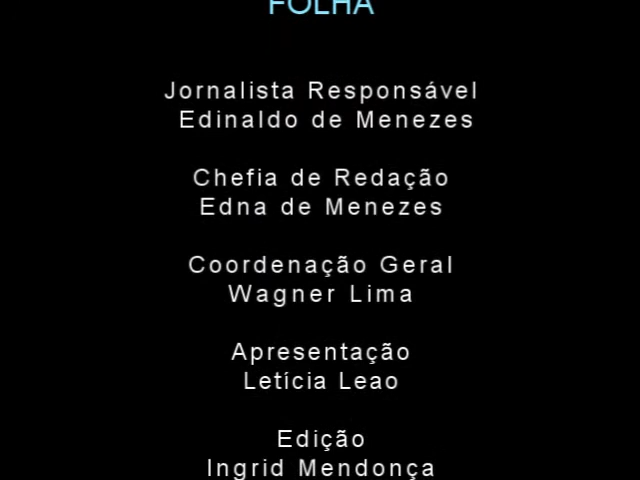 FOLHA
Jornalista Responsável
Edinaldo de Menezes
Chefia de Redação
Edna de Menezes
Coordenação Geral
Wagner Lima
Apresentação
Letícia Leao
Edição
Ingrid Mendonça